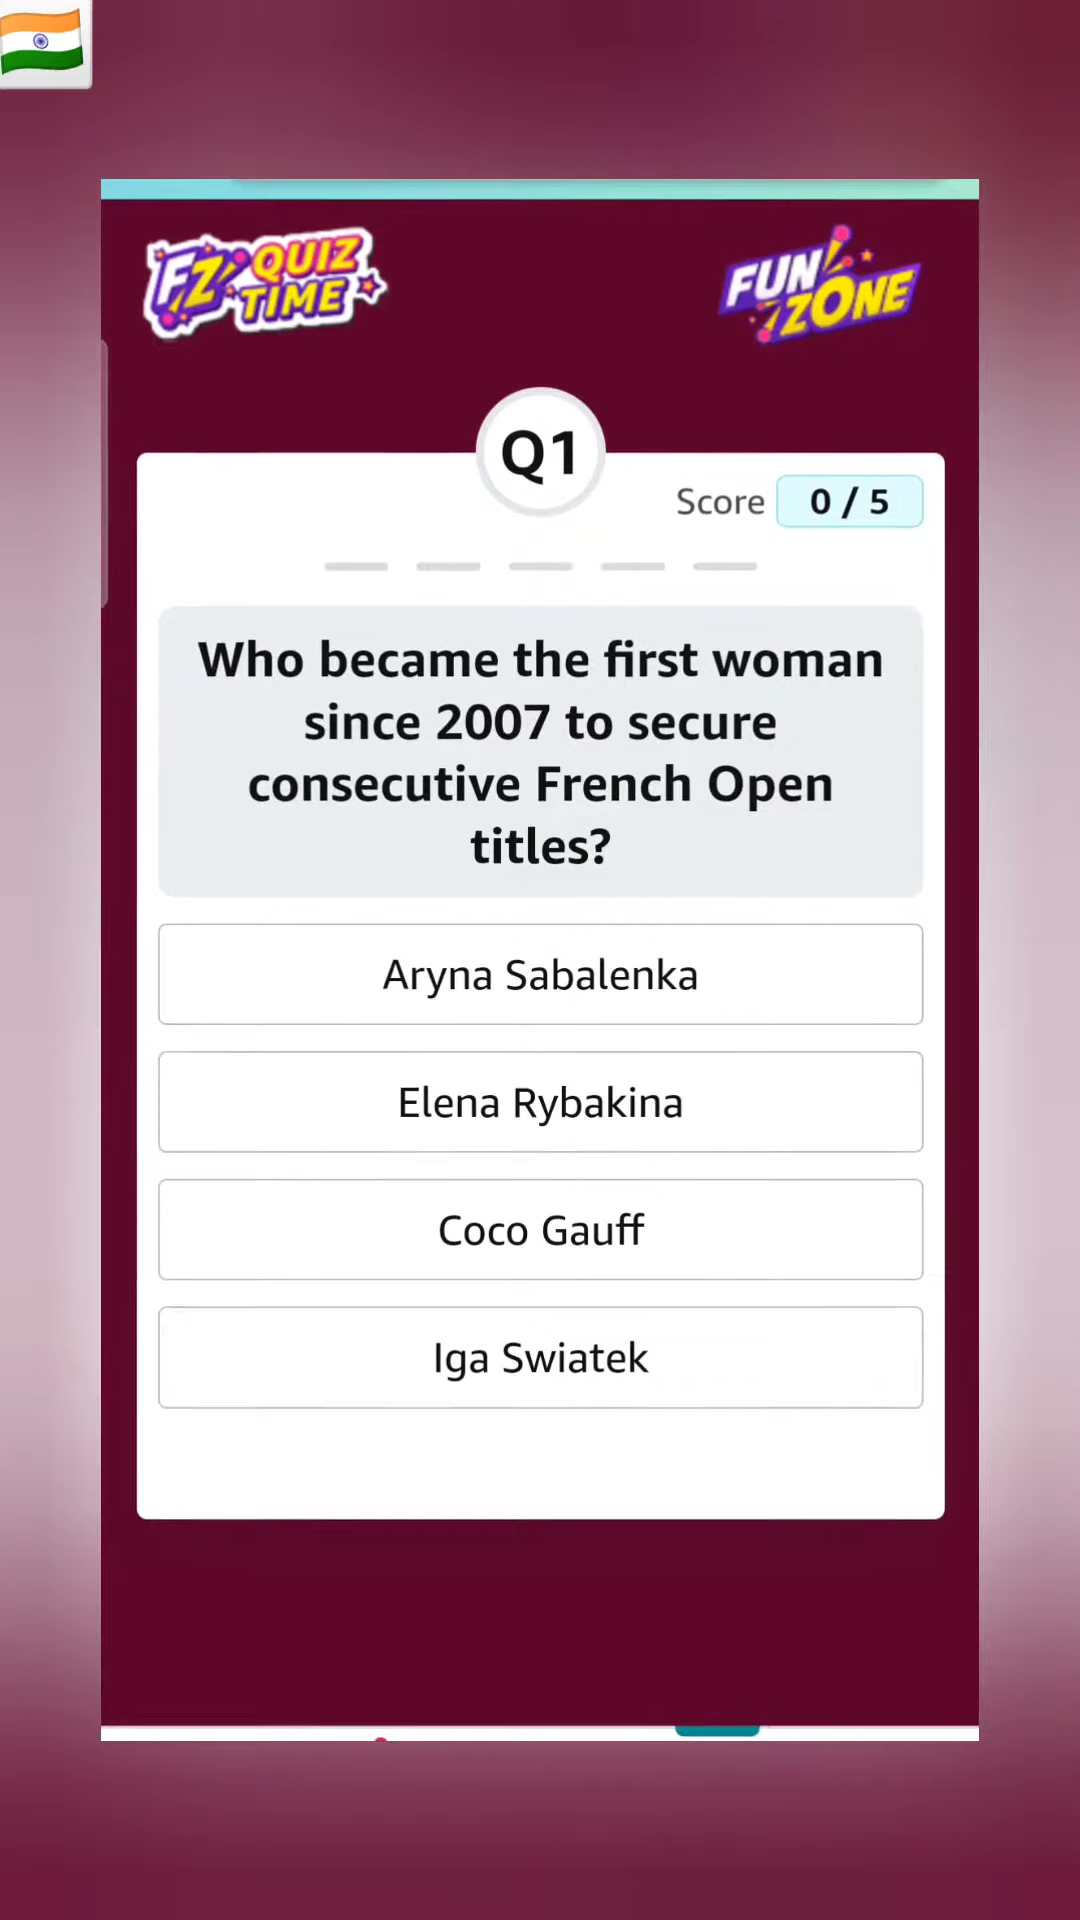 FZ QUIZ
TIME
FUN
ZONE
Q1
Score 0 / 5
Who became the first woman
since 2007 to secure
consecutive French Open
titles?
Aryna Sabalenka
Elena Rybakina
Coco Gauff
Iga Swiatek